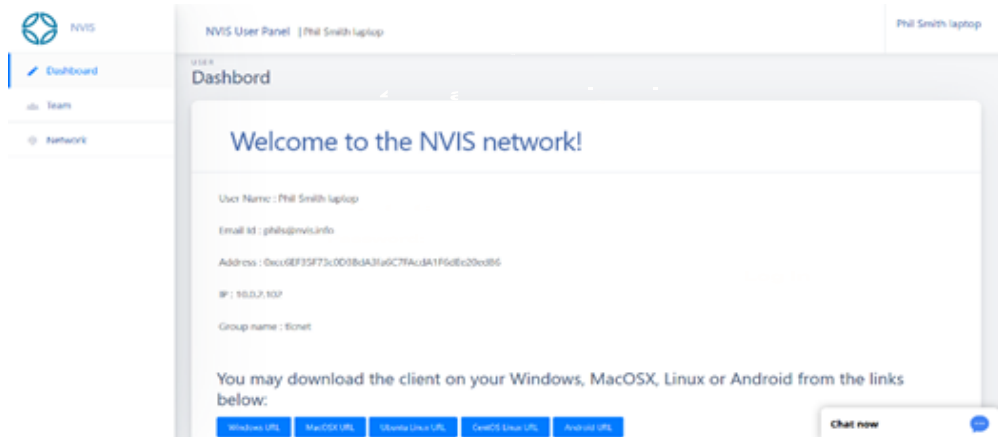 NVIS
NVIS User Panel | Phil Smith laptop
Phil Smith laptop
Dashboard
Team
Network
USER
Dashbord
Welcome to the NVIS network!
User Name : Phil Smith laptop
Email Id : phils@nvis.info
Address :
IP : 10.0.2.102
Group name :
You may download the client on your Windows, MacOSX, Linux or Android from the links
below:
Windows URL
MacOSX URL
Ubuntu Linux URL
CentOS Linux URL
Android URL
Chat now